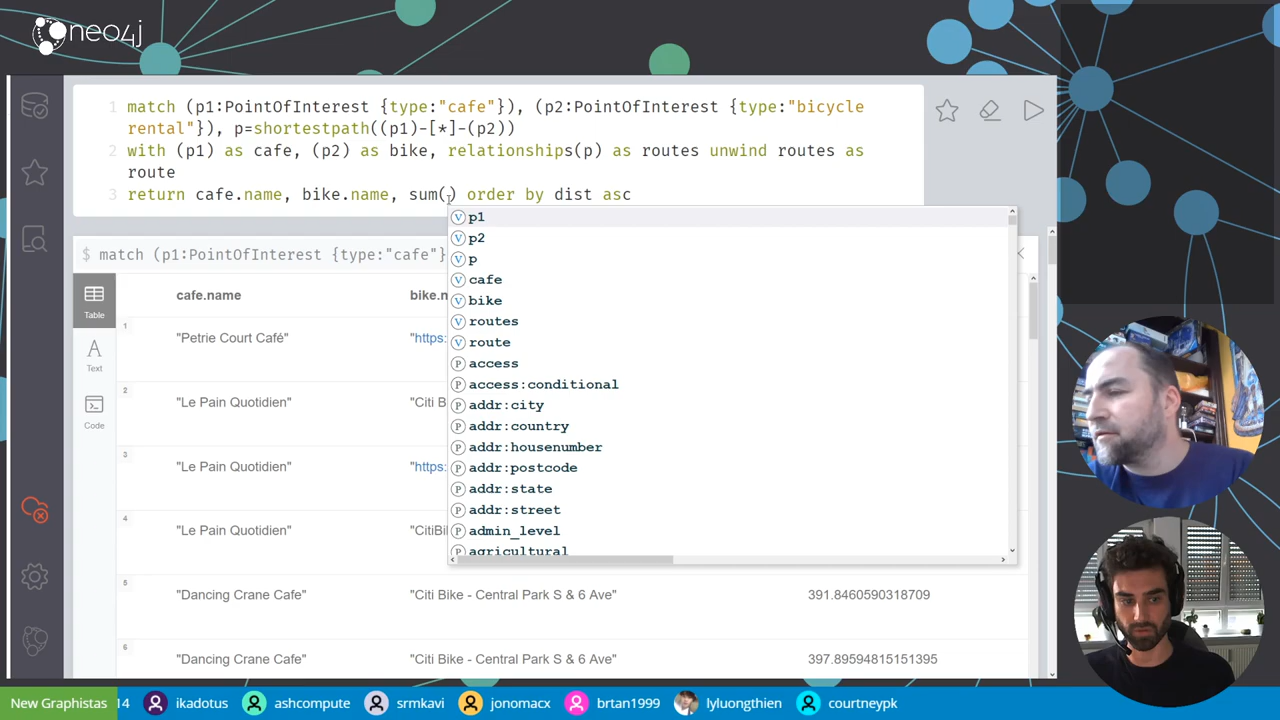 neo4j
1 match (p1:PointOfInterest {type:"cafe"}), (p2:PointOfInterest {type:"bicycle
rental"}), p=shortestpath((p1)-[*]-(p2))
2 with (p1) as cafe, (p2) as bike, relationships(p) as routes unwind routes as
route
3 return cafe.name, bike.name, sum() order by dist asc
V p1
V p2
V p
V cafe
V bike
V routes
V route
P access
P access:conditional
P addr:city
P addr:country
P addr:housenumber
P addr:postcode
P addr:state
P addr:street
P admin_level
P agricultural
$ match (p1:PointOfInterest {type:"cafe"}
Table
Text
Code
cafe.name bike.n
1 "Petrie Court Café" "https:
2 "Le Pain Quotidien" "Citi B
3 "Le Pain Quotidien" "https:
4 "Le Pain Quotidien" "CitiBil
5 "Dancing Crane Cafe" "Citi Bike - Central Park S & 6 Ave" 391.8460590318709
6 "Dancing Crane Cafe" "Citi Bike - Central Park S & 6 Ave" 397.89594815151395
New Graphistas 14 ikadotus ashcompute srmkavi jonomacx brtan1999 lyluongthien courtneypk